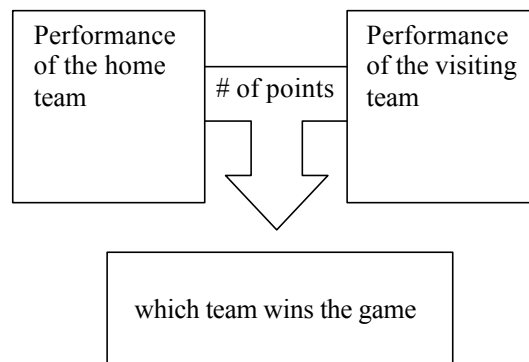 Performance
of the home
team
# of points
Performance
of the visiting
team
which team wins the game